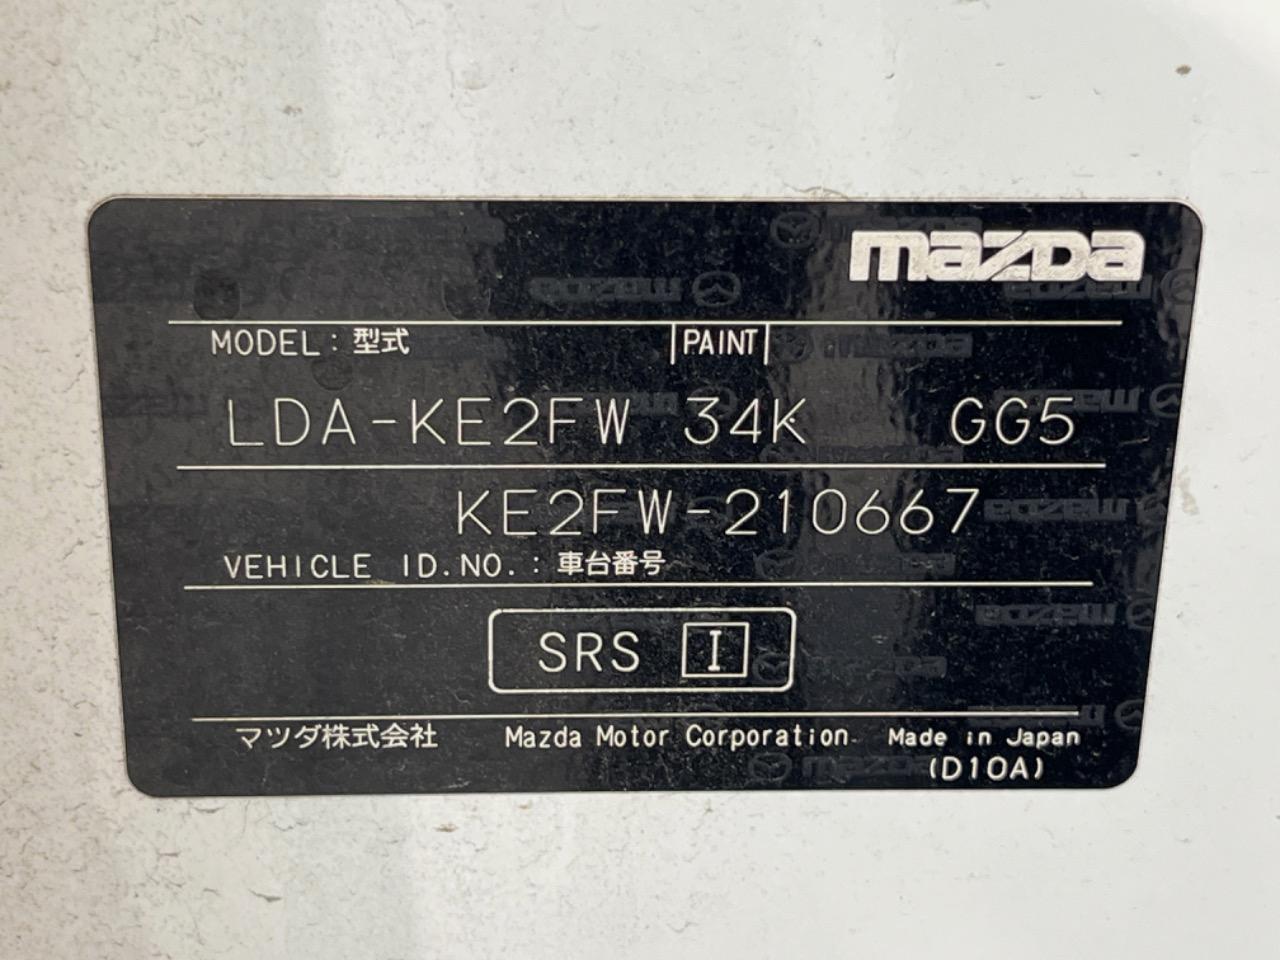 mazda
MODEL : 型式 PAINT
LDA-KE2FW 34K GG5
KE2FW-210667
VEHICLE ID.NO. : 車台番号
SRS I
マツダ株式会社 Mazda Motor Corporation Made in Japan
(D10A)